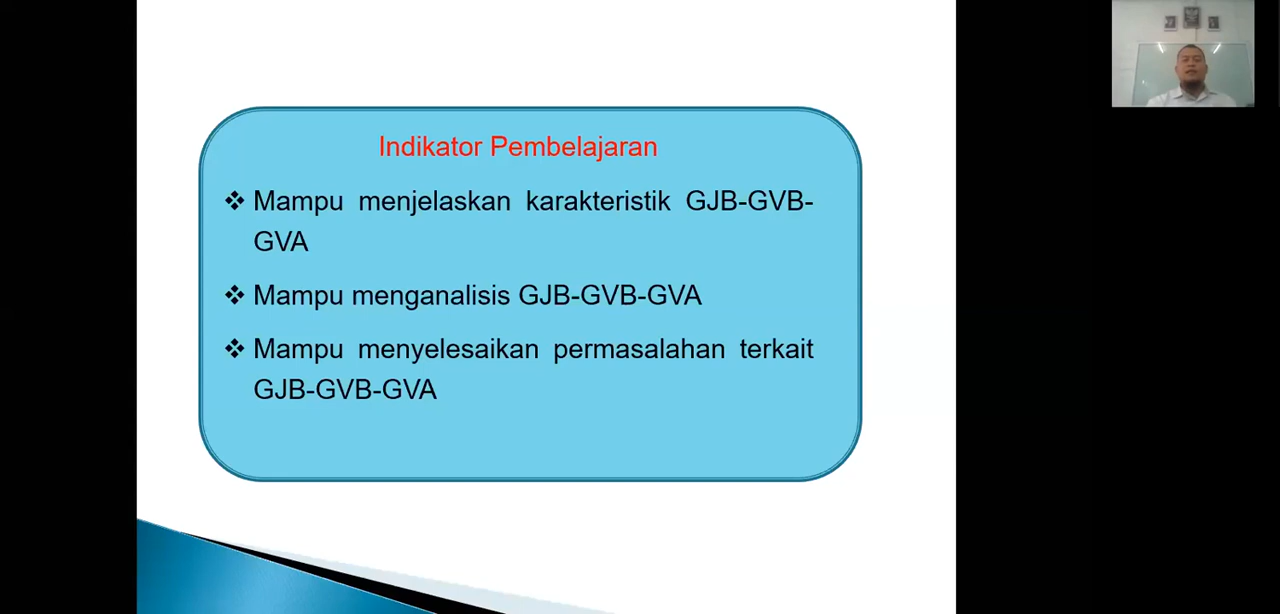 Indikator Pembelajaran
❖ Mampu menjelaskan karakteristik GJB-GVB-
GVA
❖ Mampu menganalisis GJB-GVB-GVA
❖ Mampu menyelesaikan permasalahan terkait
GJB-GVB-GVA